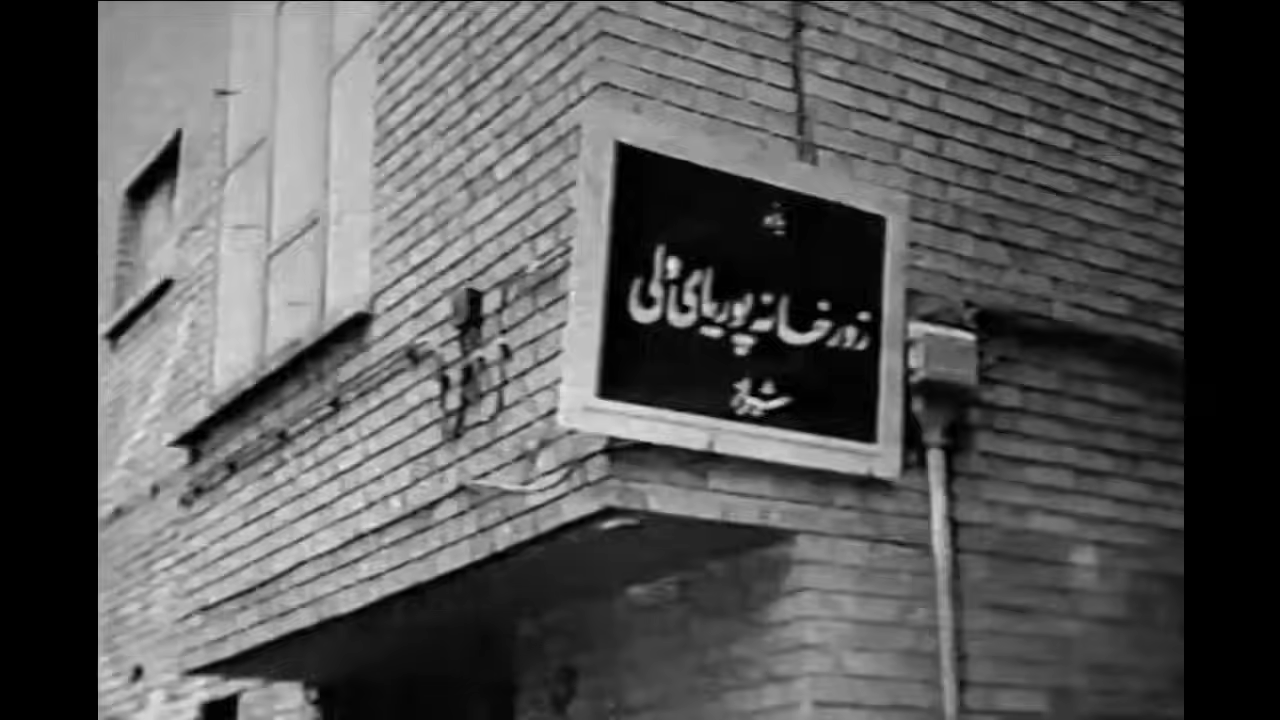 زورخانه پوریای ولی
شیراز